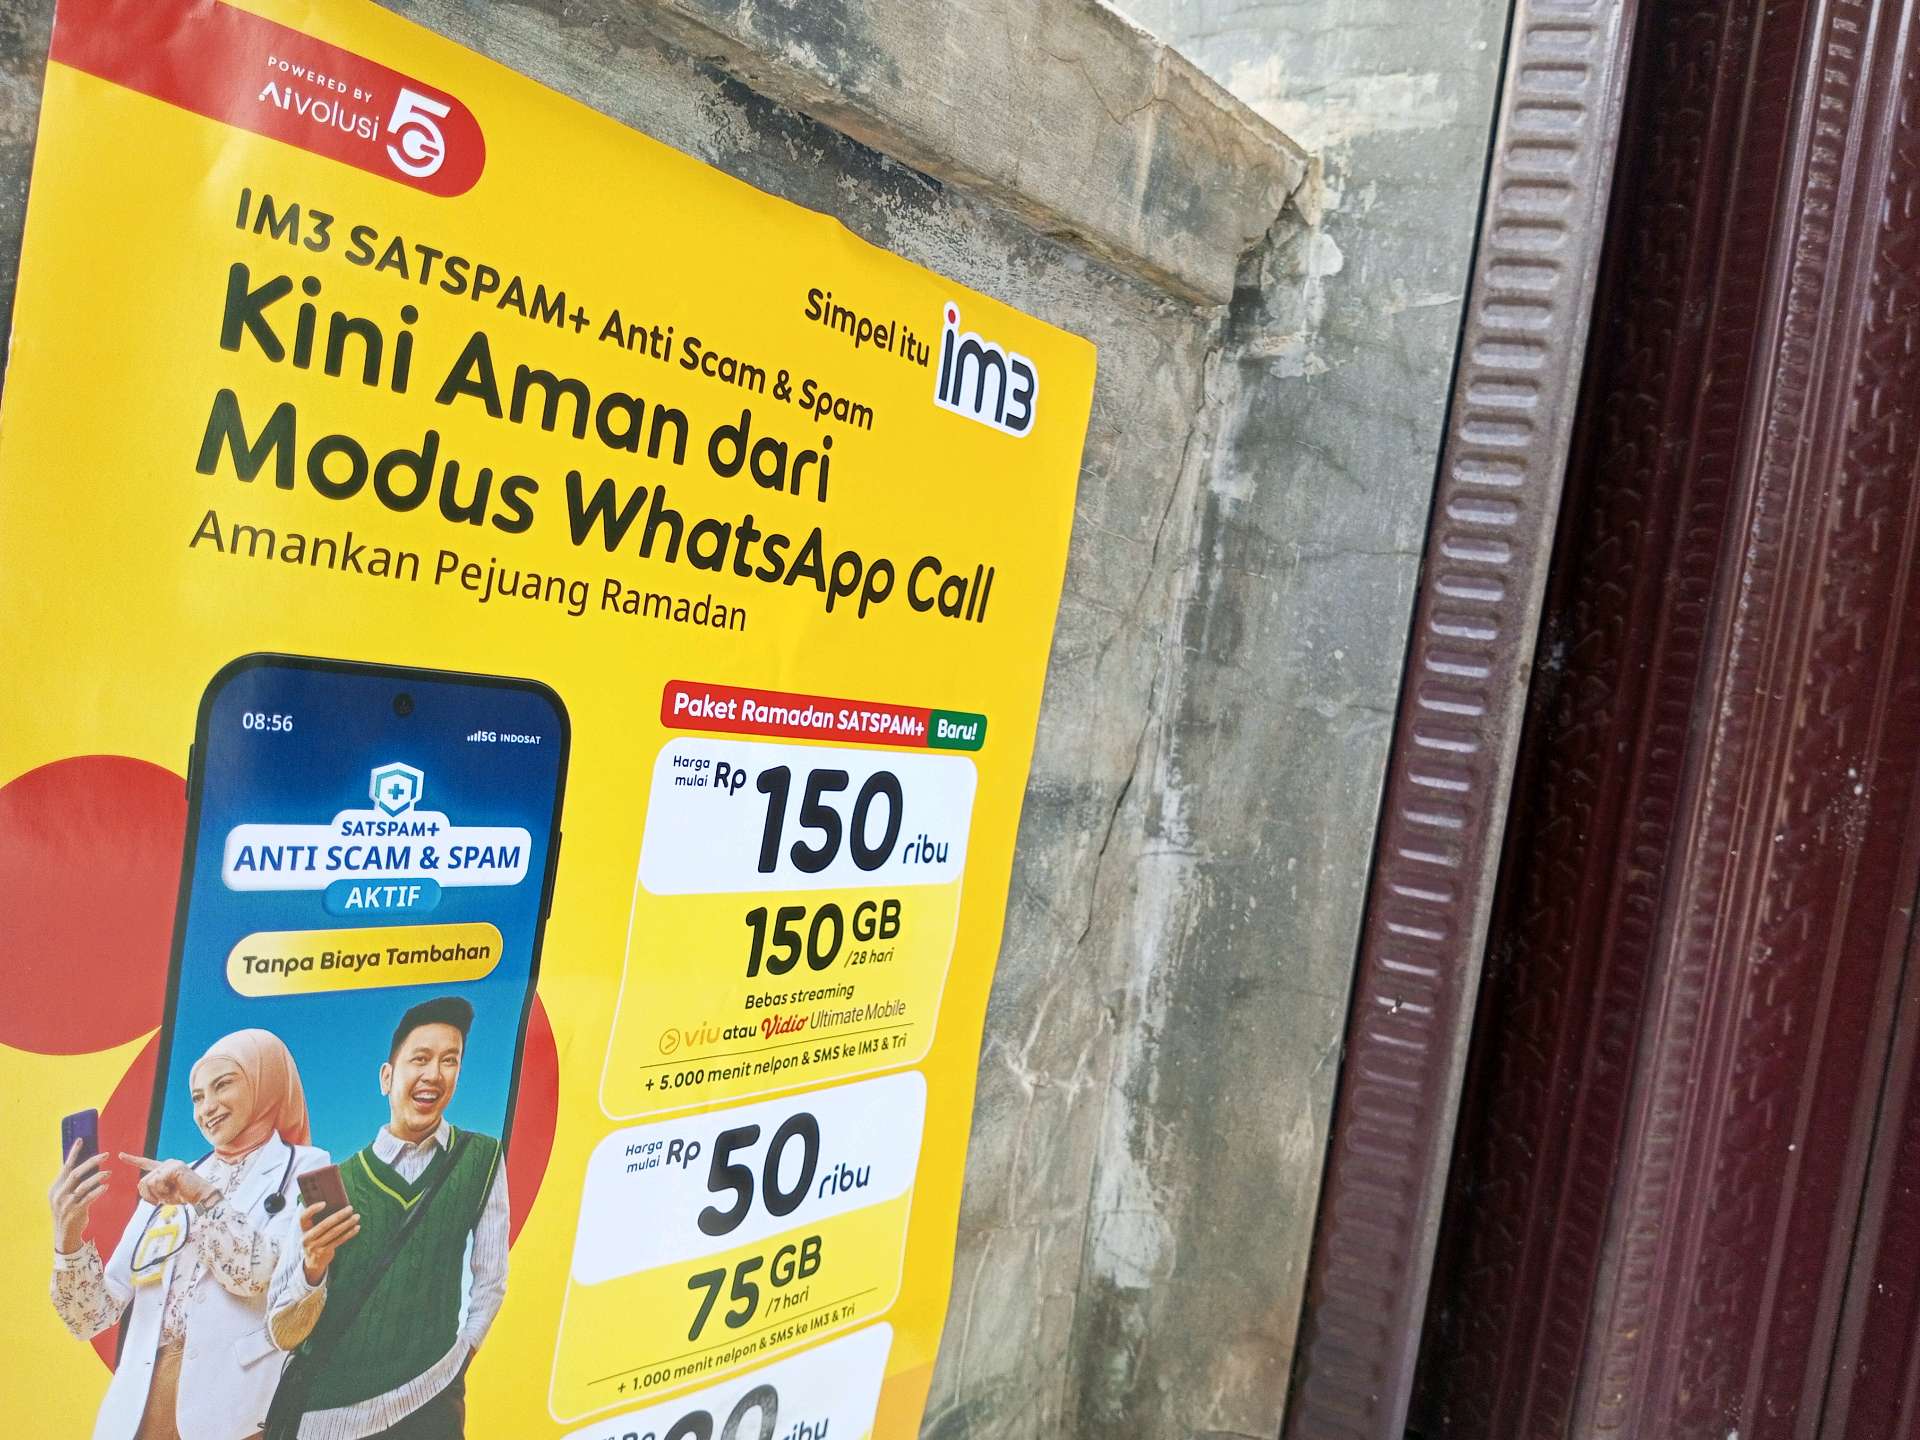 POWERED BY
Aivolusi 5G
IM3 SATSPAM+ Anti Scam & Spam
Simpel itu im3
Kini Aman dari
Modus WhatsApp Call
Amankan Pejuang Ramadan
08:56
5G INDOSAT
SATSPAM+
ANTI SCAM & SPAM
AKTIF
Tanpa Biaya Tambahan
Paket Ramadan SATSPAM+ Baru!
Harga mulai Rp 150 ribu
150 GB /28 hari
Bebas streaming
viu atau Vidio Ultimate Mobile
+ 5.000 menit nelpon & SMS ke IM3 & Tri
Harga mulai Rp 50 ribu
75 GB /7 hari
+ 1.000 menit nelpon & SMS ke IM3 & Tri
Rp ribu